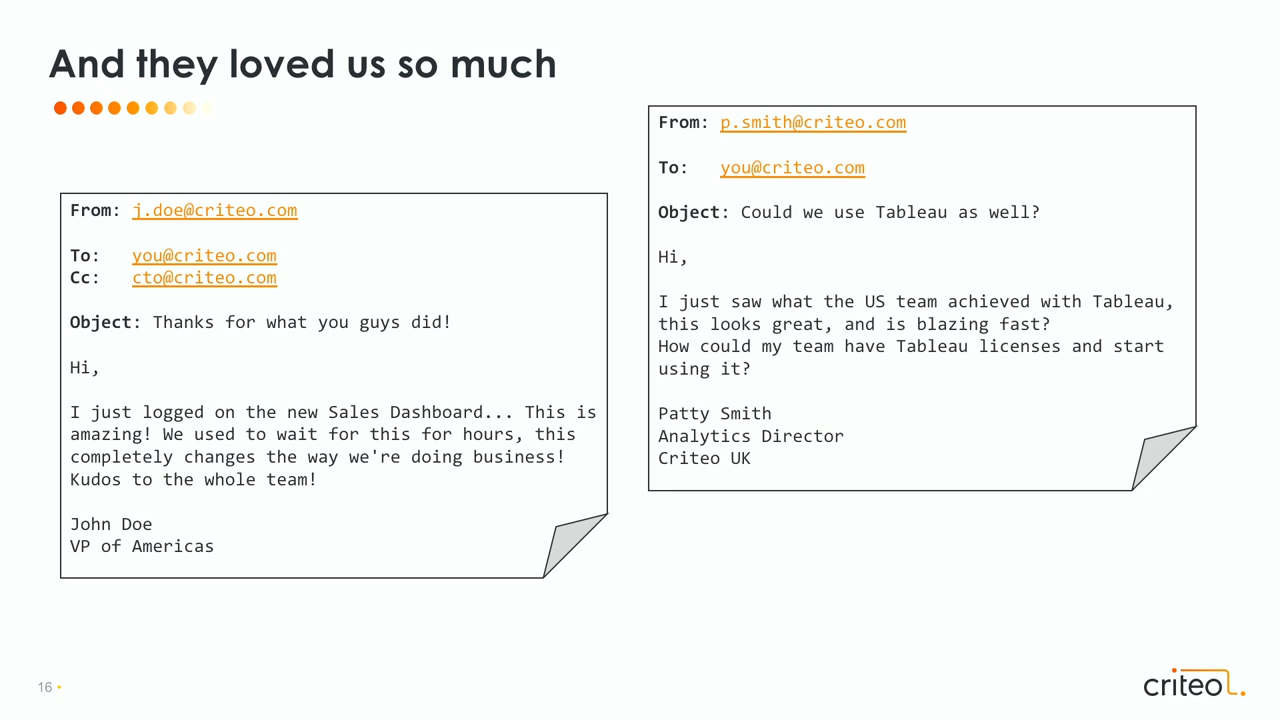 And they loved us so much
From: j.doe@criteo.com
To: you@criteo.com
Cc: cto@criteo.com
Object: Thanks for what you guys did!
Hi,
I just logged on the new Sales Dashboard... This is
amazing! We used to wait for this for hours, this
completely changes the way we're doing business!
Kudos to the whole team!
John Doe
VP of Americas
From: p.smith@criteo.com
To: you@criteo.com
Object: Could we use Tableau as well?
Hi,
I just saw what the US team achieved with Tableau,
this looks great, and is blazing fast?
How could my team have Tableau licenses and start
using it?
Patty Smith
Analytics Director
Criteo UK
16
criteo